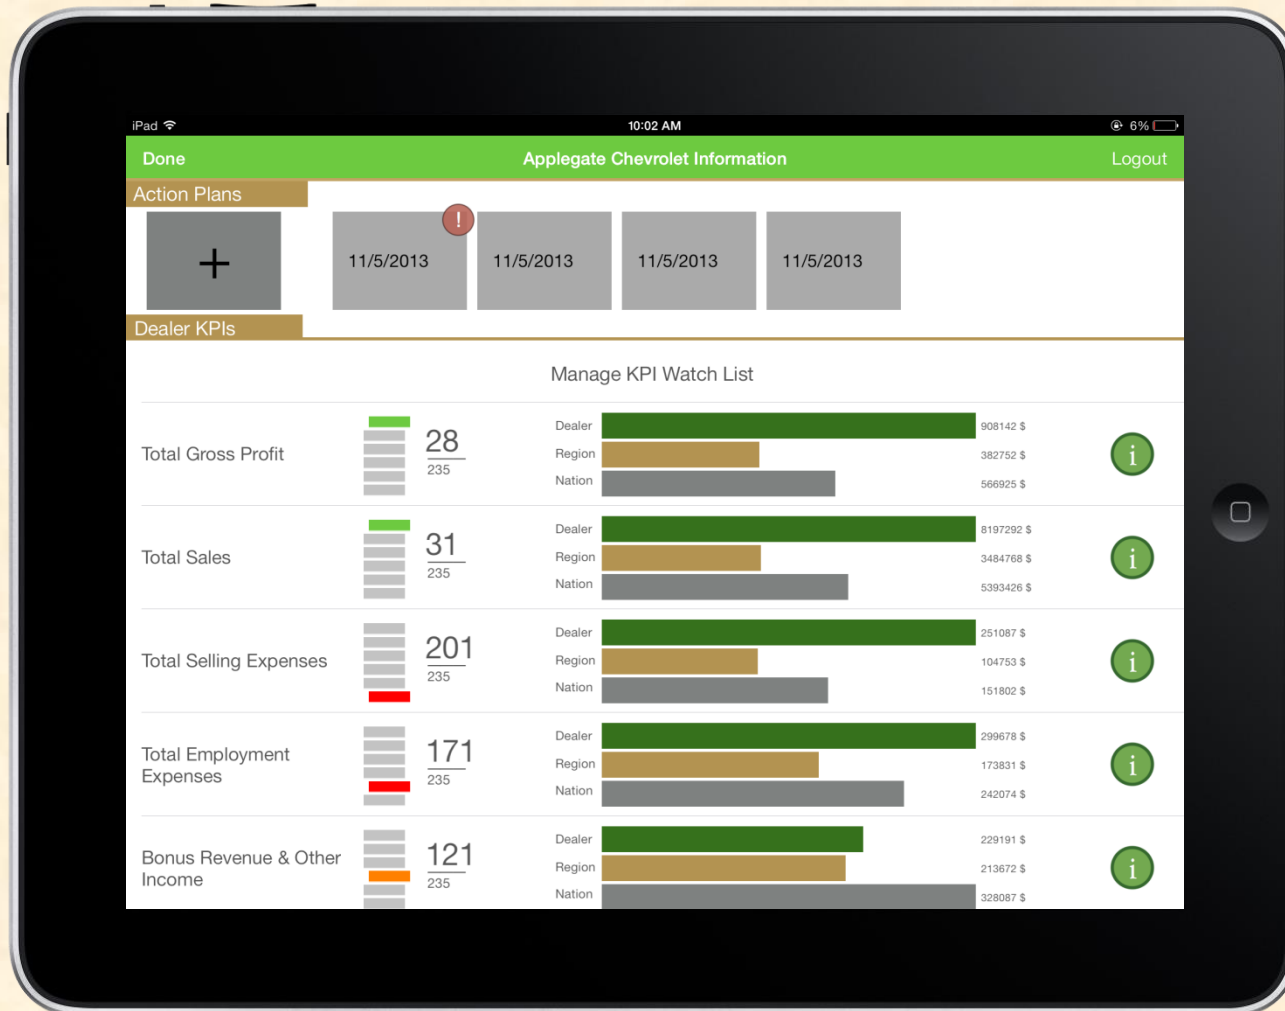 iPad 10:02 AM 6%
Done Applegate Chevrolet Information Logout
Action Plans
+ 11/5/2013 ! 11/5/2013 11/5/2013 11/5/2013
Dealer KPIs
Manage KPI Watch List
Total Gross Profit
28
235
Dealer 908142 $
Region 382752 $
Nation 566925 $
i
Total Sales
31
235
Dealer 8197292 $
Region 3484768 $
Nation 5393426 $
i
Total Selling Expenses
201
235
Dealer 251087 $
Region 104753 $
Nation 151802 $
i
Total Employment
Expenses
171
235
Dealer 299678 $
Region 173831 $
Nation 242074 $
i
Bonus Revenue & Other
Income
121
235
Dealer 229191 $
Region 213672 $
Nation 328087 $
i